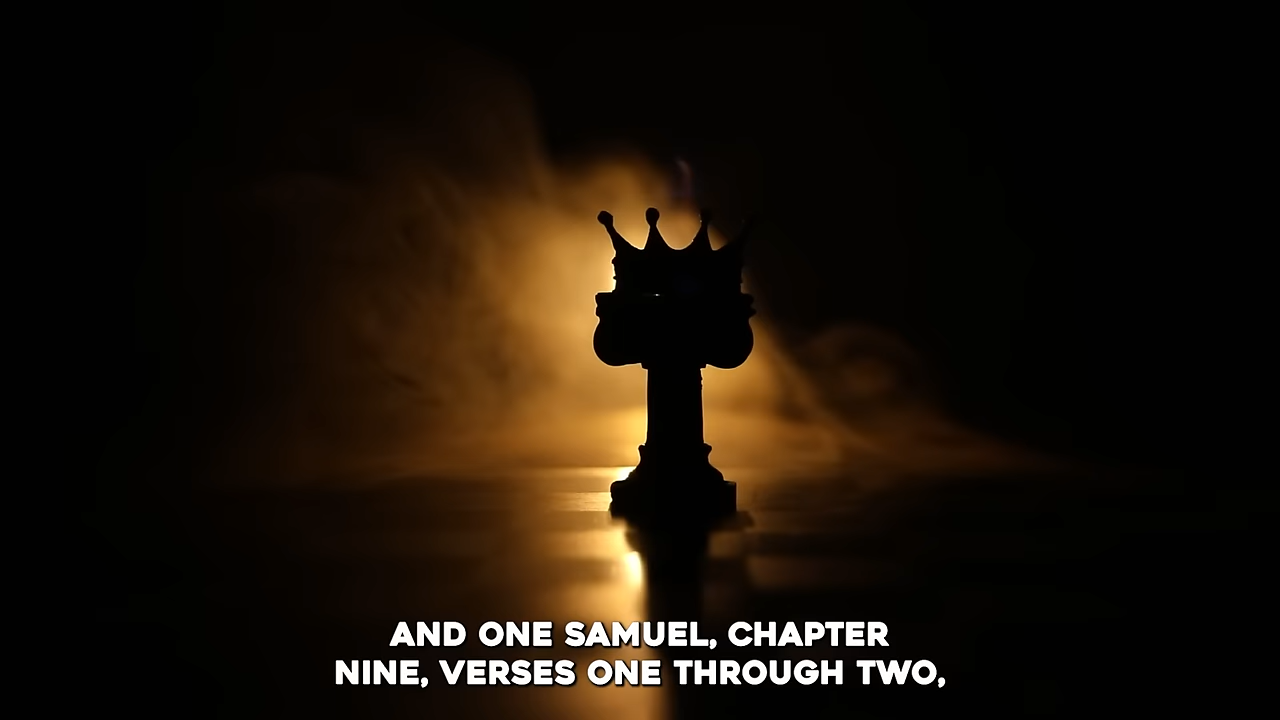 AND ONE SAMUEL, CHAPTER
NINE, VERSES ONE THROUGH TWO,